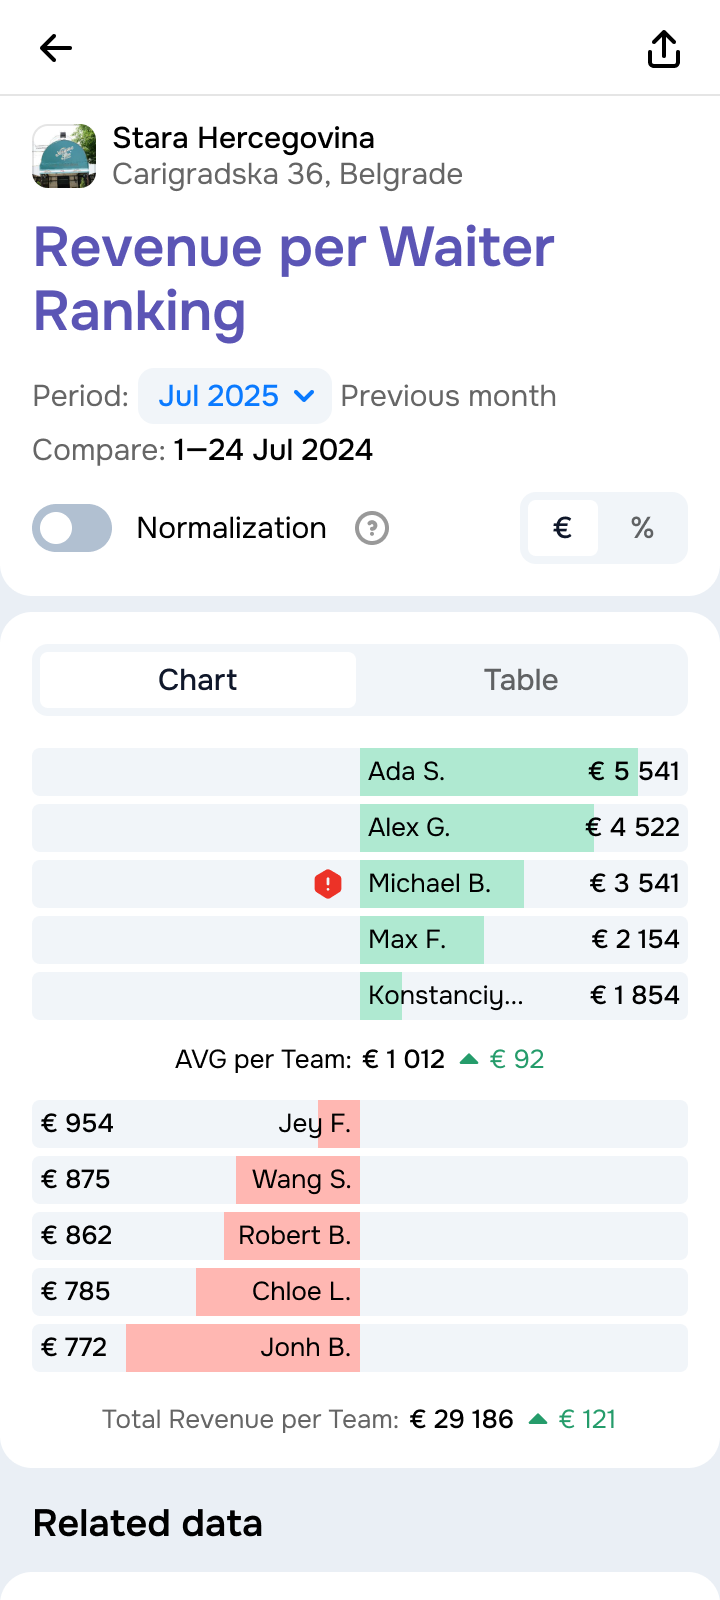 Stara Hercegovina
Carigradska 36, Belgrade
Revenue per Waiter
Ranking
Period: Jul 2025 Previous month
Compare: 1–24 Jul 2024
Normalization ? € %
Chart Table
Ada S. € 5 541
Alex G. € 4 522
! Michael B. € 3 541
Max F. € 2 154
Konstanciy... € 1 854
AVG per Team: € 1 012 € 92
€ 954 Jey F.
€ 875 Wang S.
€ 862 Robert B.
€ 785 Chloe L.
€ 772 Jonh B.
Total Revenue per Team: € 29 186 € 121
Related data